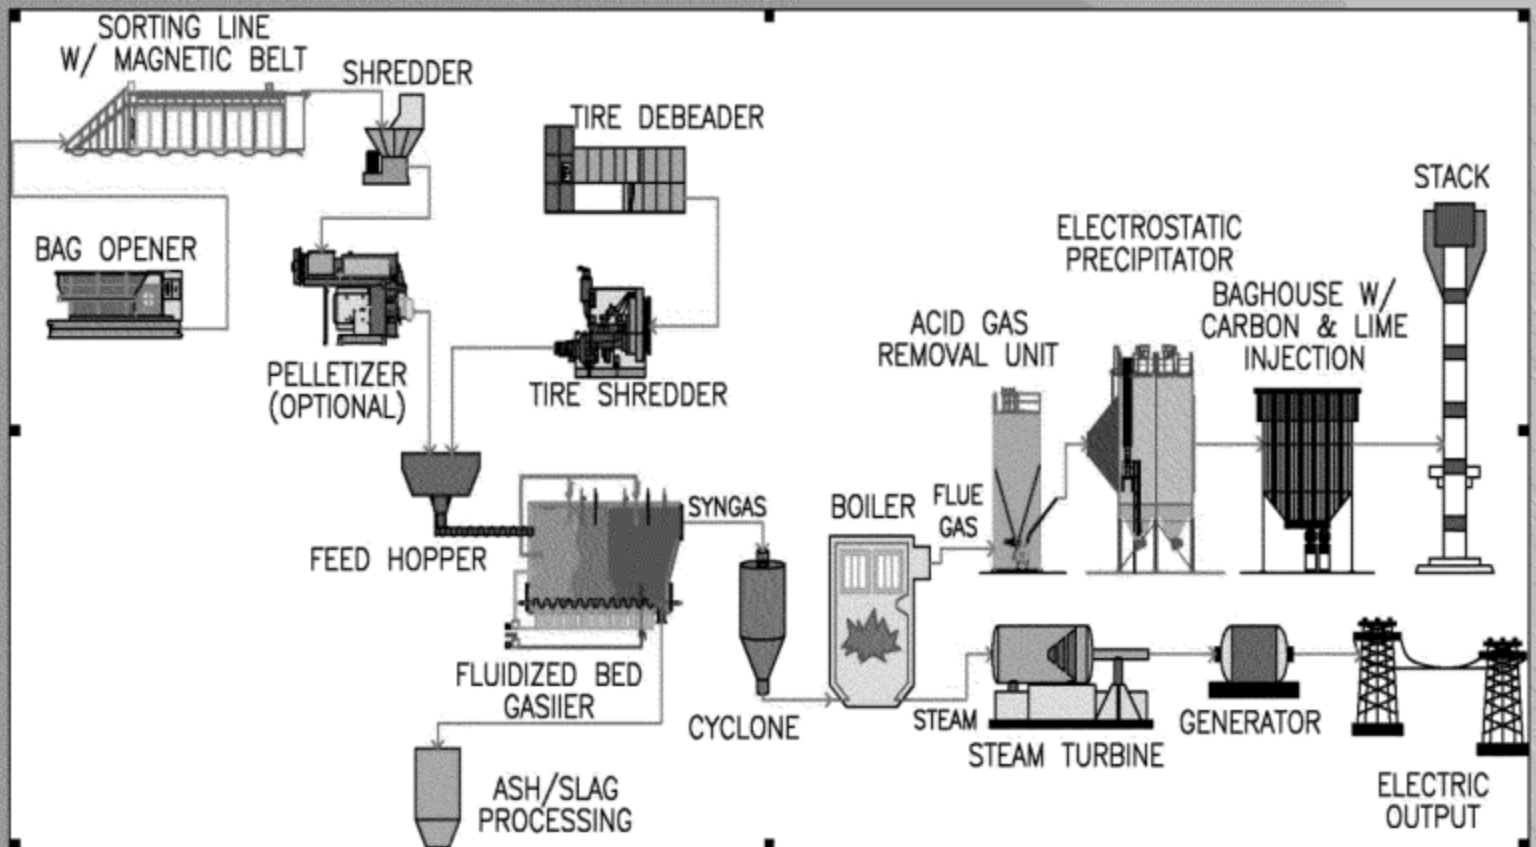 SORTING LINE
W/ MAGNETIC BELT
SHREDDER
TIRE DEBEADER
BAG OPENER
PELLETIZER
(OPTIONAL)
TIRE SHREDDER
STACK
ELECTROSTATIC
PRECIPITATOR
BAGHOUSE W/
CARBON & LIME
INJECTION
ACID GAS
REMOVAL UNIT
FEED HOPPER
SYNGAS
BOILER
FLUE
GAS
FLUIDIZED BED
GASIIER
CYCLONE
STEAM
STEAM TURBINE
GENERATOR
ASH/SLAG
PROCESSING
ELECTRIC
OUTPUT